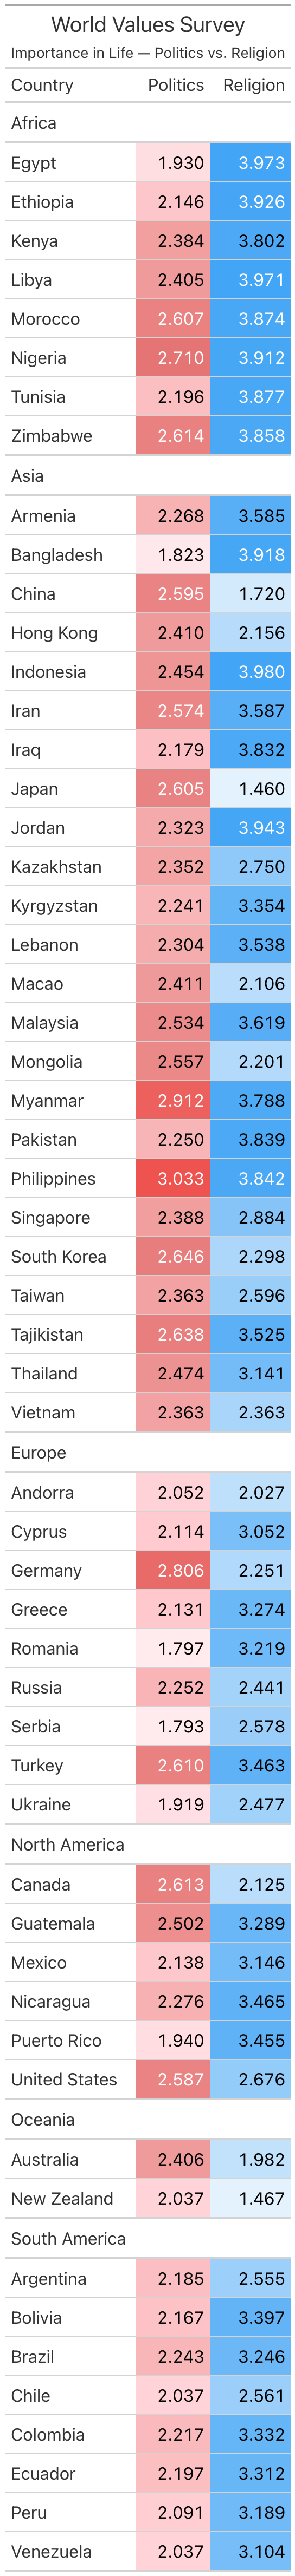 World Values Survey
Importance in Life — Politics vs. Religion
Country Politics Religion
Africa
Egypt 1.930 3.973
Ethiopia 2.146 3.926
Kenya 2.384 3.802
Libya 2.405 3.971
Morocco 2.607 3.874
Nigeria 2.710 3.912
Tunisia 2.196 3.877
Zimbabwe 2.614 3.858
Asia
Armenia 2.268 3.585
Bangladesh 1.823 3.918
China 2.595 1.720
Hong Kong 2.410 2.156
Indonesia 2.454 3.980
Iran 2.574 3.587
Iraq 2.179 3.832
Japan 2.605 1.460
Jordan 2.323 3.943
Kazakhstan 2.352 2.750
Kyrgyzstan 2.241 3.354
Lebanon 2.304 3.538
Macao 2.411 2.106
Malaysia 2.534 3.619
Mongolia 2.557 2.201
Myanmar 2.912 3.788
Pakistan 2.250 3.839
Philippines 3.033 3.842
Singapore 2.388 2.884
South Korea 2.646 2.298
Taiwan 2.363 2.596
Tajikistan 2.638 3.525
Thailand 2.474 3.141
Vietnam 2.363 2.363
Europe
Andorra 2.052 2.027
Cyprus 2.114 3.052
Germany 2.806 2.251
Greece 2.131 3.274
Romania 1.797 3.219
Russia 2.252 2.441
Serbia 1.793 2.578
Turkey 2.610 3.463
Ukraine 1.919 2.477
North America
Canada 2.613 2.125
Guatemala 2.502 3.289
Mexico 2.138 3.146
Nicaragua 2.276 3.465
Puerto Rico 1.940 3.455
United States 2.587 2.676
Oceania
Australia 2.406 1.982
New Zealand 2.037 1.467
South America
Argentina 2.185 2.555
Bolivia 2.167 3.397
Brazil 2.243 3.246
Chile 2.037 2.561
Colombia 2.217 3.332
Ecuador 2.197 3.312
Peru 2.091 3.189
Venezuela 2.037 3.104